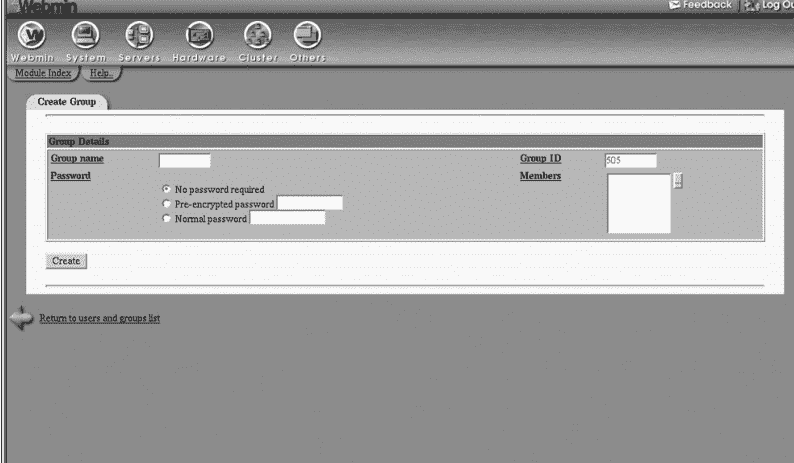 Webmin
Feedback Log Ou
Webmin System Servers Hardware Cluster Others
Module Index Help..
Create Group
Group Details
Group name Group ID 505
Password Members
No password required
Pre-encrypted password
Normal password
Create
Return to users and groups list